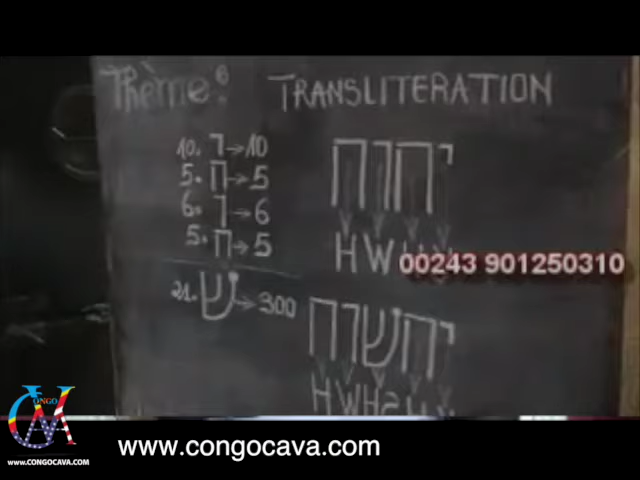 Thème: TRANSLITERATION
10. י→10
5. ה→5
6. ו→6
5. ה→5
21. שׁ→300
יהוה
HW
00243 901250310
יהשוה
CONGO
www.CONGOCAVA.com
www.congocava.com